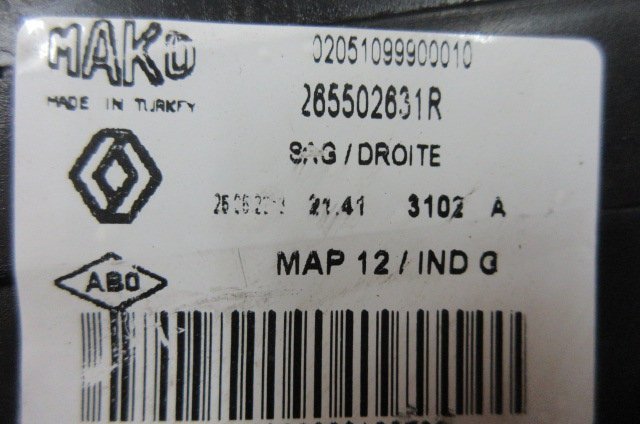 MAKO
02051099900010
MADE IN TURKEY
265502631R
SAG / DROITE
21.41 3102 A
ABO
MAP 12 / IND G